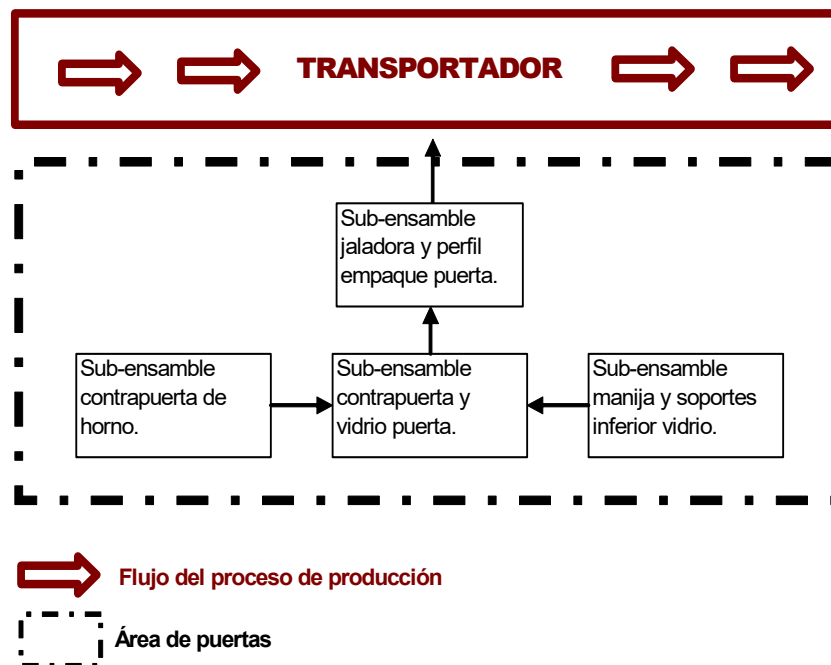 TRANSPORTADOR
Sub-ensamble
jaladora y perfil
empaque puerta.
Sub-ensamble
contrapuerta de
horno.
Sub-ensamble
contrapuerta y
vidrio puerta.
Sub-ensamble
manija y soportes
inferior vidrio.
Flujo del proceso de producción
Área de puertas